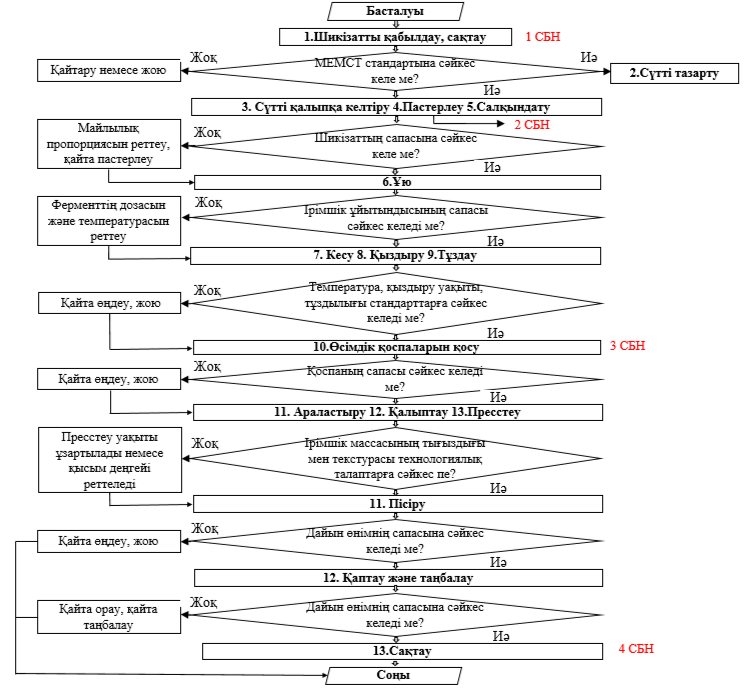 Басталуы
1.Шикізатты қабылдау, сақтау
1 СБН
Жоқ
МЕМСТ стандартына сәйкес
келе ме?
Иә
Қайтару немесе жою
2.Сүтті тазарту
Иә
3. Сүтті қалыпқа келтіру 4.Пастерлеу 5.Салқындату
2 СБН
Майлылық
пропорциясын реттеу,
қайта пастерлеу
Жоқ
Шикізаттың сапасына сәйкес
келе ме?
Иә
6.Ұю
Ферменттің дозасын
және температурасын
реттеу
Жоқ
Ірімшік ұйытындысының сапасы
сәйкес келеді ме?
Иә
7. Кесу 8. Қыздыру 9.Тұздау
Қайта өңдеу, жою
Жоқ
Температура, қыздыру уақыты,
тұздылығы стандарттарға сәйкес
келеді ме?
Иә
10.Өсімдік қоспаларын қосу
3 СБН
Қайта өңдеу, жою
Жоқ
Қоспаның сапасы сәйкес келеді
ме?
Иә
11. Араластыру 12. Қалыптау 13.Пресстеу
Пресстеу уақыты
ұзартылады немесе
қысым деңгейі
реттеледі
Жоқ
Ірімшік массасының тығыздығы
мен текстурасы технологиялық
талаптарға сәйкес пе?
Иә
11. Пісіру
Қайта өңдеу, жою
Жоқ
Дайын өнімнің сапасына сәйкес
келеді ме?
Иә
12. Қаптау және таңбалау
Қайта орау, қайта
таңбалау
Жоқ
Дайын өнімнің сапасына сәйкес
келеді ме?
Иә
13.Сақтау
4 СБН
Соңы